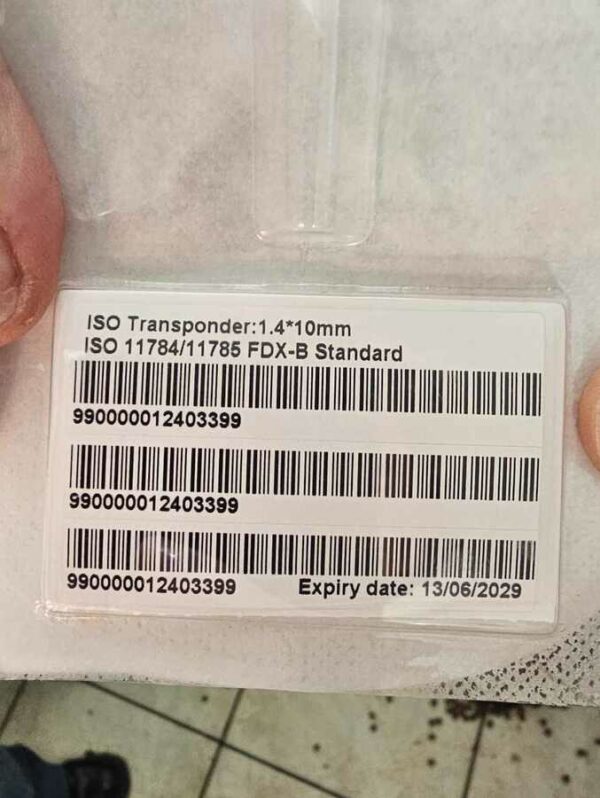 ISO Transponder:1.4*10mm
ISO 11784/11785 FDX-B Standard
990000012403399
990000012403399
990000012403399 Expiry date: 13/06/2029